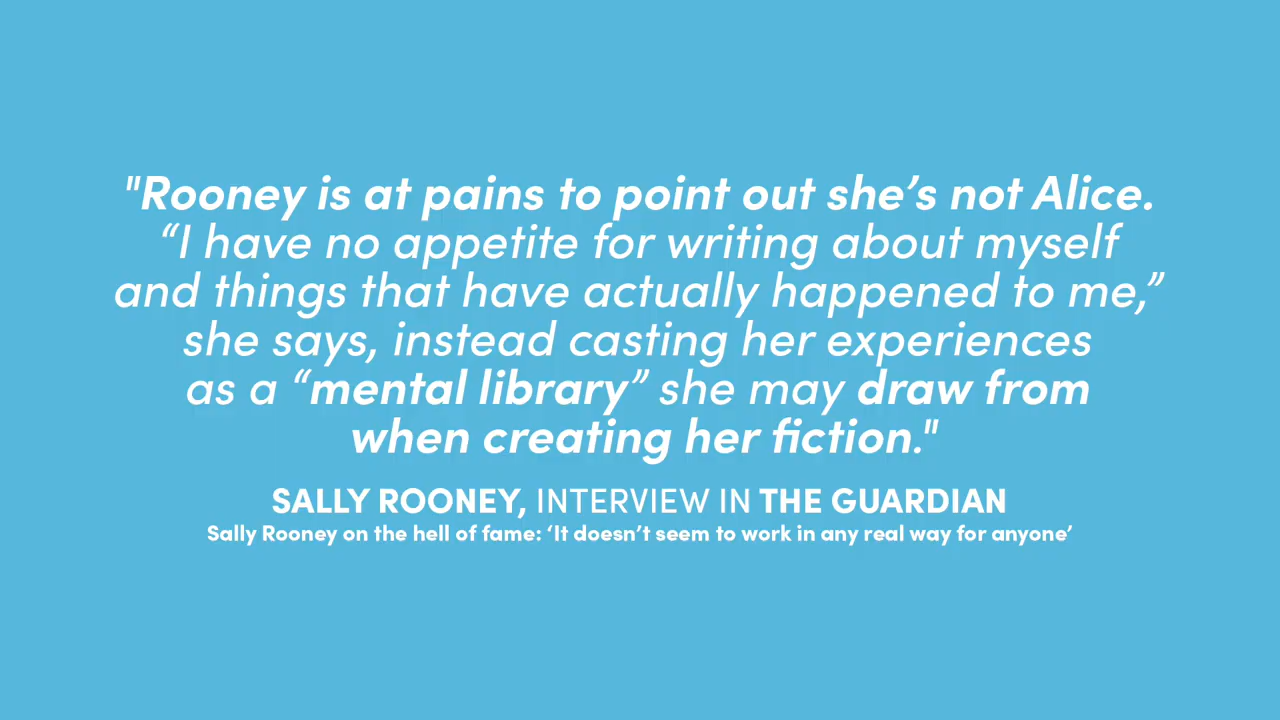 "Rooney is at pains to point out she’s not Alice.
“I have no appetite for writing about myself
and things that have actually happened to me,”
she says, instead casting her experiences
as a “mental library” she may draw from
when creating her fiction."
SALLY ROONEY, INTERVIEW IN THE GUARDIAN
Sally Rooney on the hell of fame: ‘It doesn’t seem to work in any real way for anyone’